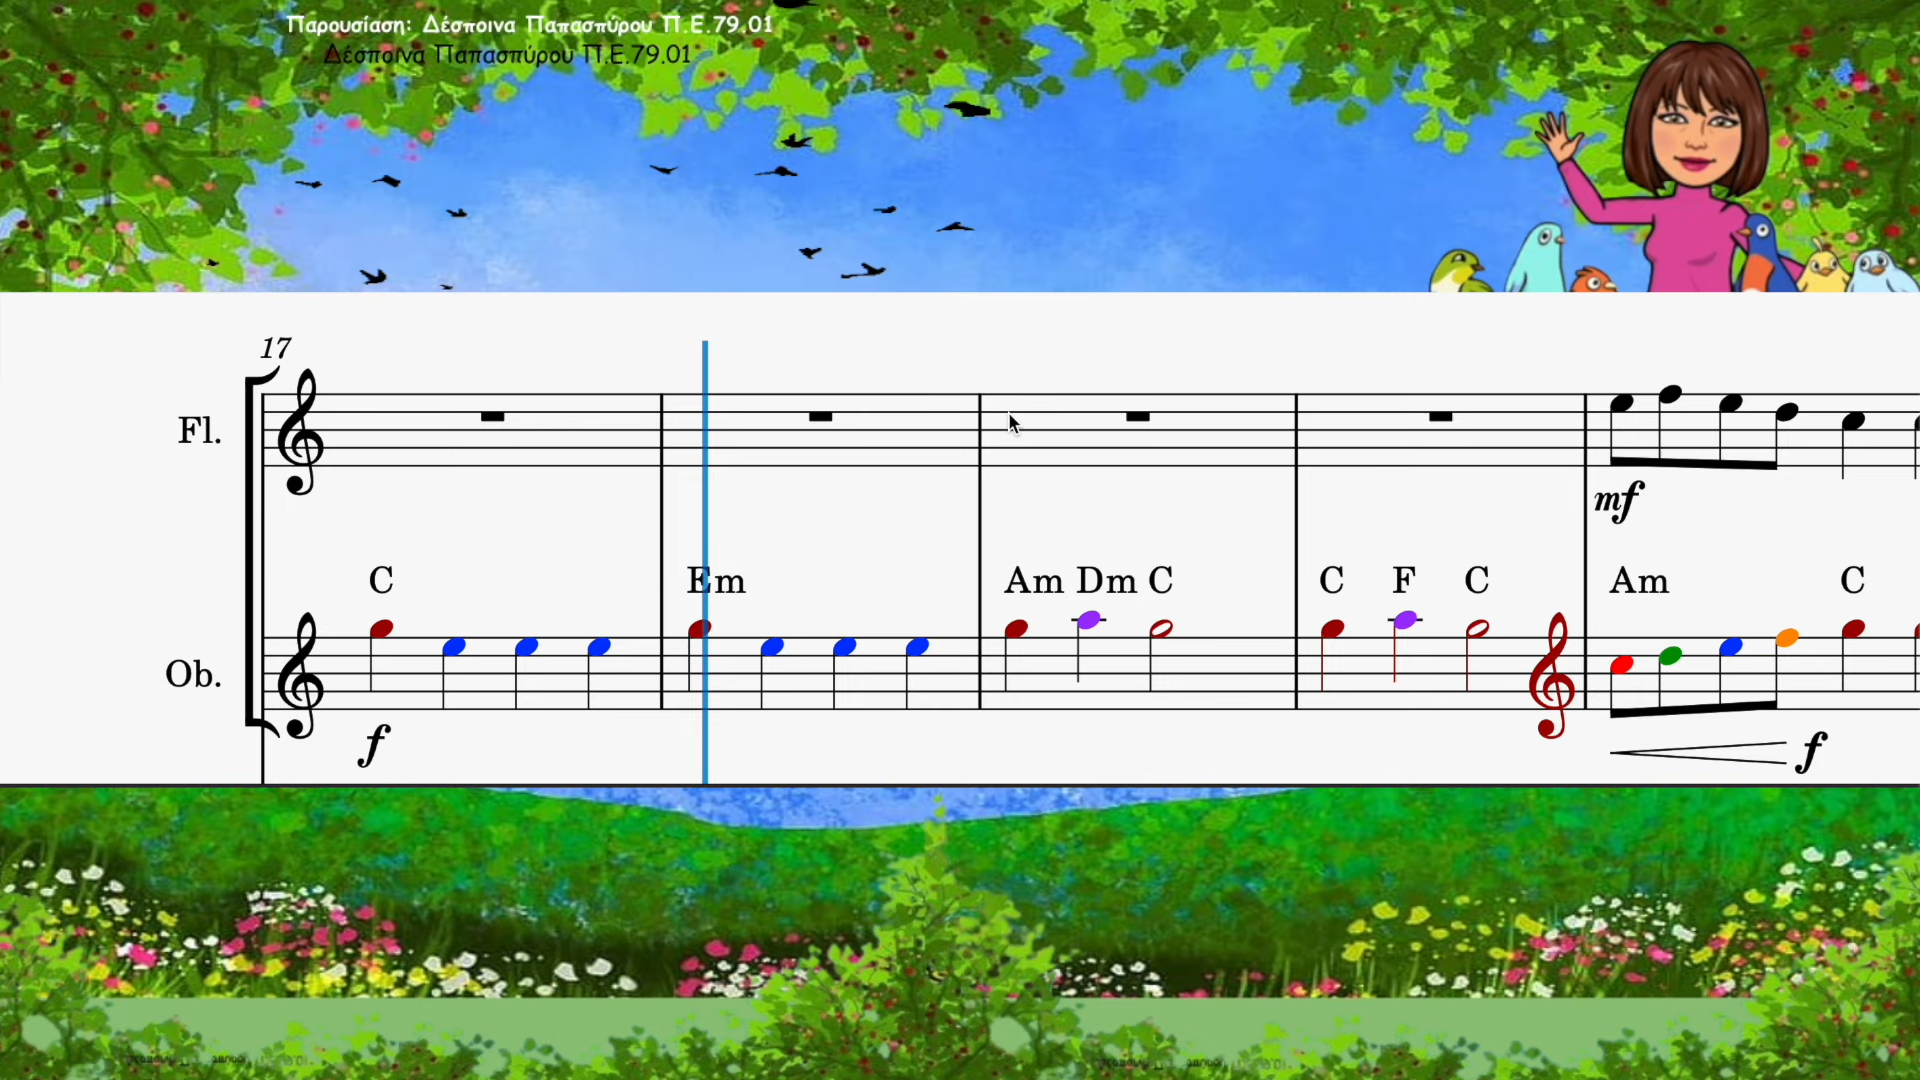 Παρουσίαση: Δέσποινα Παπασπύρου Π.Ε.79.01
Δέσποινα Παπασπύρου Π.Ε.79.01
17
Fl.
mf
C Em Am Dm C C F C Am C
Ob.
f f